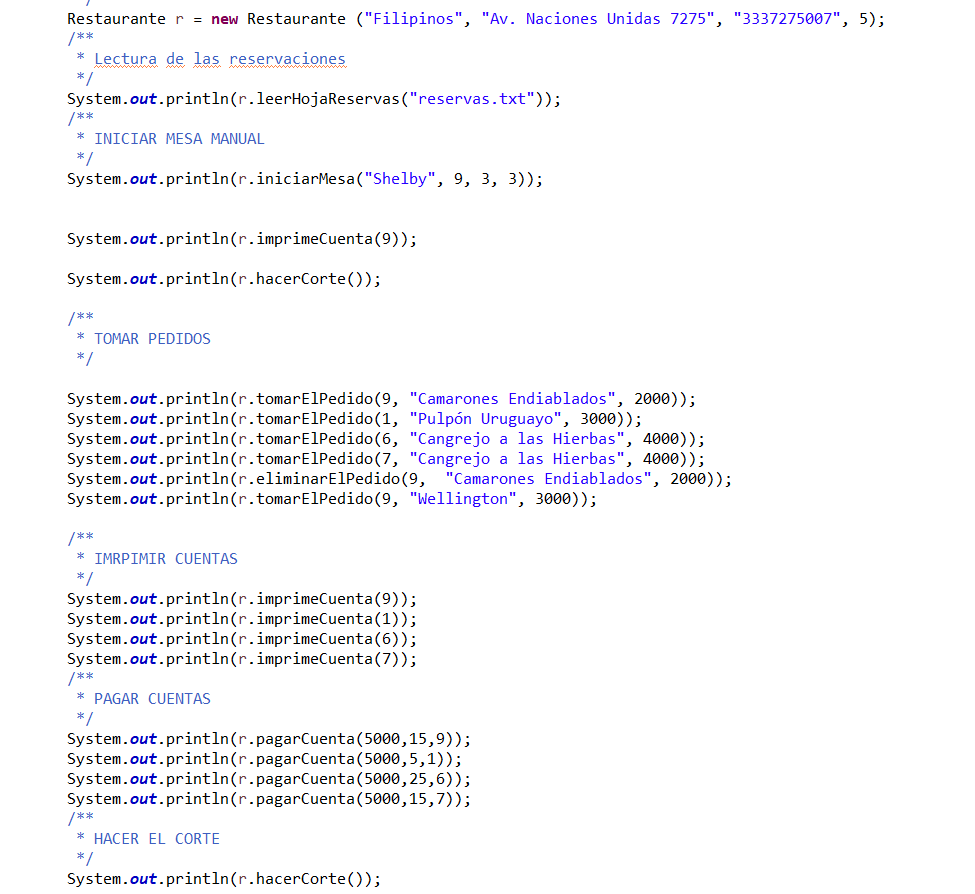 Restaurante r = new Restaurante ("Filipinos", "Av. Naciones Unidas 7275", "3337275007", 5);
/**
 * Lectura de las reservaciones
 */
System.out.println(r.leerHojaReservas("reservas.txt"));
/**
 * INICIAR MESA MANUAL
 */
System.out.println(r.iniciarMesa("Shelby", 9, 3, 3));
System.out.println(r.imprimeCuenta(9));
System.out.println(r.hacerCorte());
/**
 * TOMAR PEDIDOS
 */
System.out.println(r.tomarElPedido(9, "Camarones Endiablados", 2000));
System.out.println(r.tomarElPedido(1, "Pulpón Uruguayo", 3000));
System.out.println(r.tomarElPedido(6, "Cangrejo a las Hierbas", 4000));
System.out.println(r.tomarElPedido(7, "Cangrejo a las Hierbas", 4000));
System.out.println(r.eliminarElPedido(9,  "Camarones Endiablados", 2000));
System.out.println(r.tomarElPedido(9, "Wellington", 3000));
/**
 * IMRPIMIR CUENTAS
 */
System.out.println(r.imprimeCuenta(9));
System.out.println(r.imprimeCuenta(1));
System.out.println(r.imprimeCuenta(6));
System.out.println(r.imprimeCuenta(7));
/**
 * PAGAR CUENTAS
 */
System.out.println(r.pagarCuenta(5000,15,9));
System.out.println(r.pagarCuenta(5000,5,1));
System.out.println(r.pagarCuenta(5000,25,6));
System.out.println(r.pagarCuenta(5000,15,7));
/**
 * HACER EL CORTE
 */
System.out.println(r.hacerCorte());